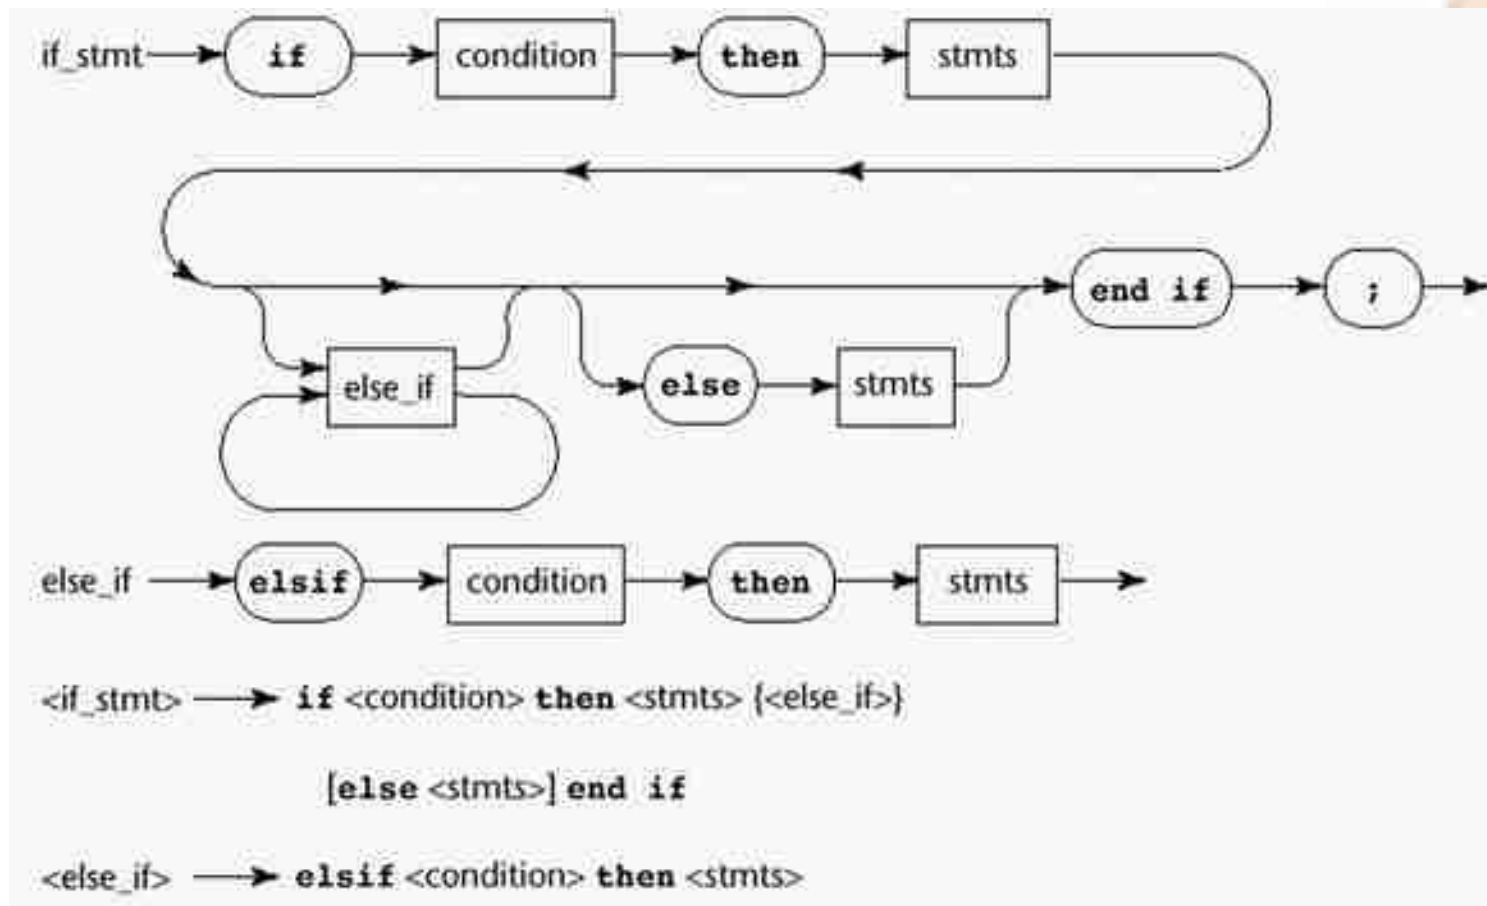 if_stmt if condition then stmts
end if ;
else_if else stmts
else_if elsif condition then stmts
<if_stmt> if <condition> then <stmts> {<else_if>}
[else <stmts>] end if
<else_if> elsif <condition> then <stmts>